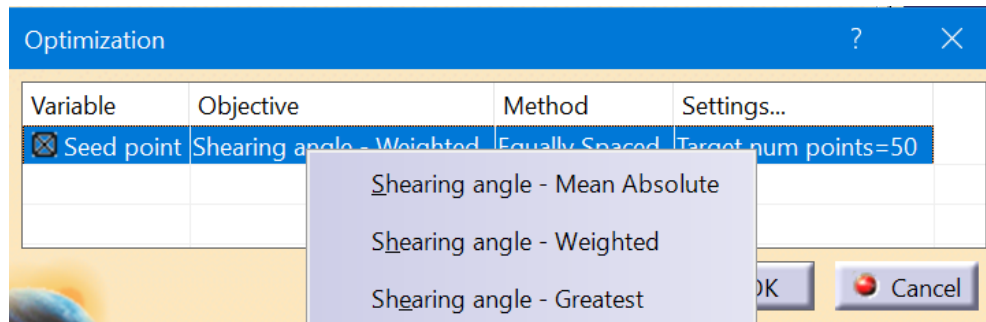 Optimization ?
Variable Objective Method Settings...
Seed point Shearing angle - Weighted Equally Spaced Target num points=50
Shearing angle - Mean Absolute
Shearing angle - Weighted
Shearing angle - Greatest
Cancel